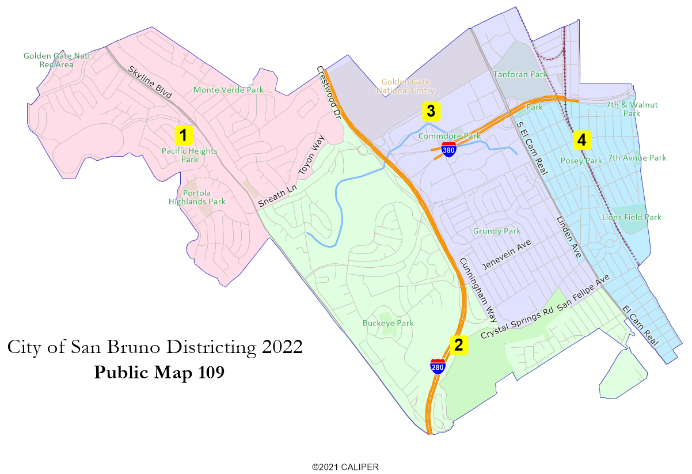 Golden Gate Natl
Rec Area
Skyline Blvd
Monte Verde Park
1
Pacific Heights
Park
Portola
Highlands Park
Toyon Way
Sneath Ln
Crestwood Dr
Golden Gate
National Cmtry
3
Commdore Park
380
Tanforan Park
Park
S El Cam Real
4
7th & Walnut
Park
Posey Park
7th Avnue Park
Lions Field Park
Grundy Park
Jenevein Ave
Linden Ave
Cunningham Way
Crystal Springs Rd
San Felipe Ave
El Cam Real
Buckeye Park
2
280
City of San Bruno Districting 2022
Public Map 109
©2021 CALIPER